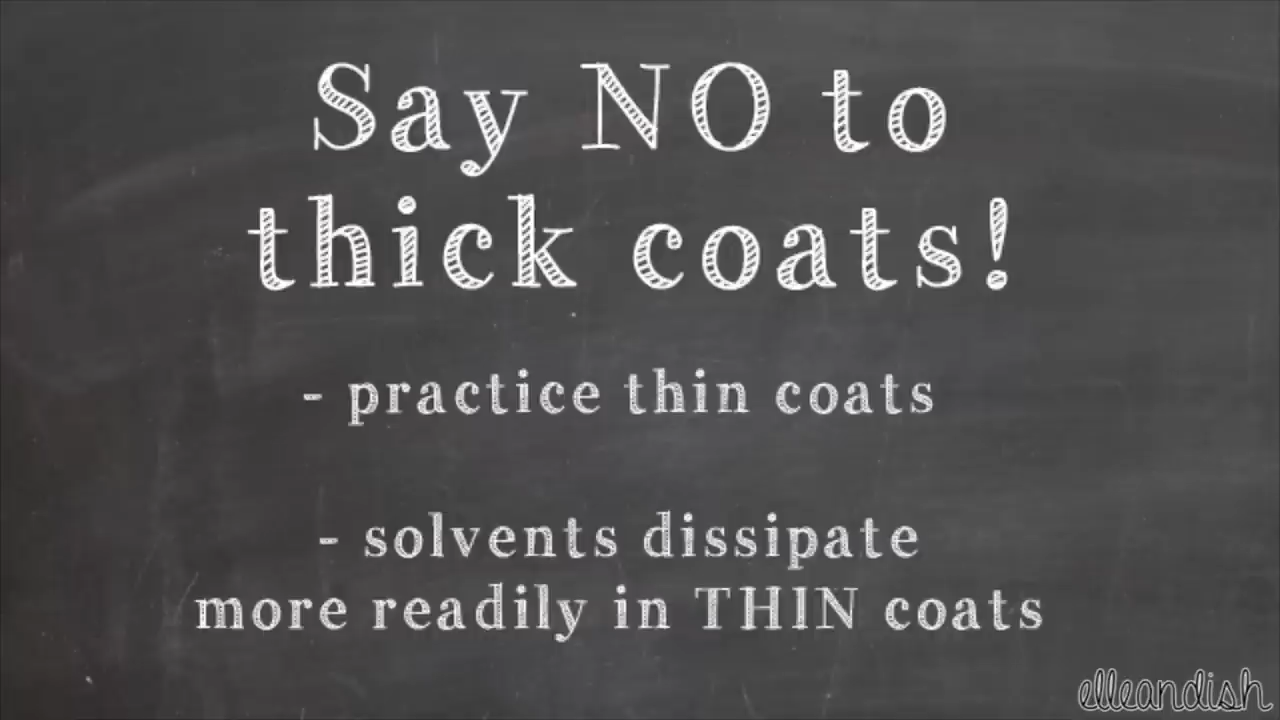 Say NO to
thick coats!
- practice thin coats
- solvents dissipate
more readily in THIN coats
elleandish